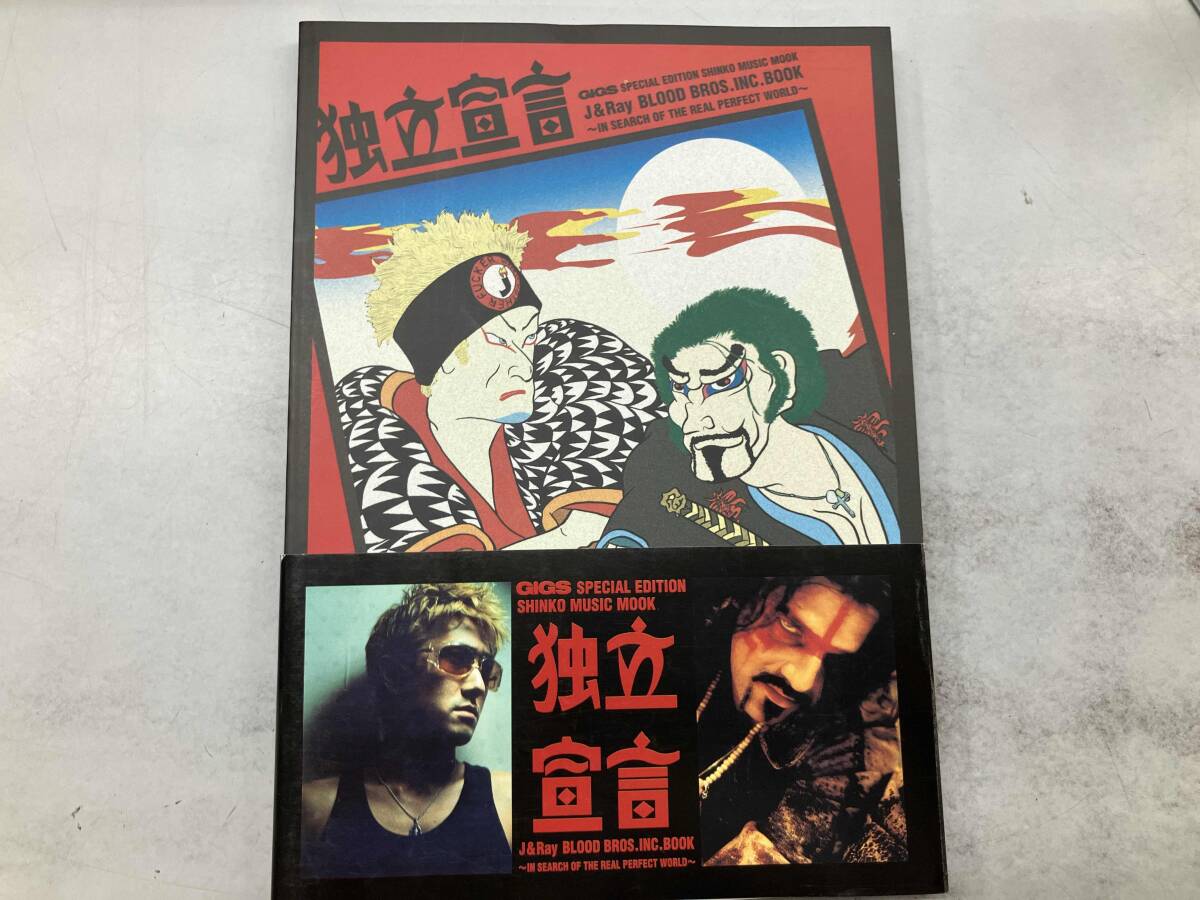 独立宣言
GiGS SPECIAL EDITION SHINKO MUSIC MOOK
J&Ray BLOOD BROS.INC.BOOK
～IN SEARCH OF THE REAL PERFECT WORLD～
GiGS SPECIAL EDITION
SHINKO MUSIC MOOK
独立
宣言
J&Ray BLOOD BROS.INC.BOOK
～IN SEARCH OF THE REAL PERFECT WORLD～